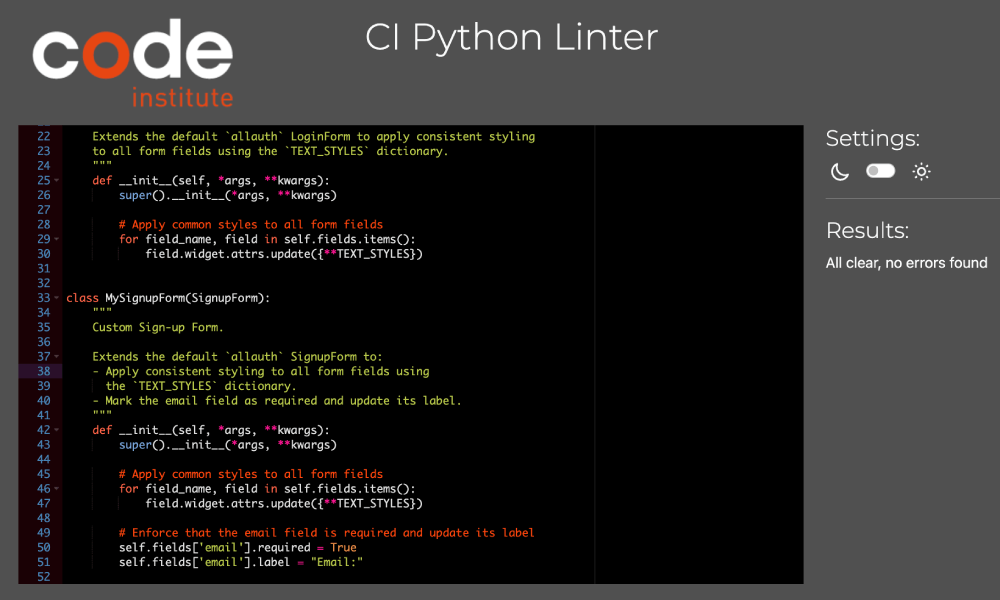 code
institute
CI Python Linter
22     Extends the default `allauth` LoginForm to apply consistent styling
23     to all form fields using the `TEXT_STYLES` dictionary.
24     """
25     def __init__(self, *args, **kwargs):
26         super().__init__(*args, **kwargs)
27
28         # Apply common styles to all form fields
29         for field_name, field in self.fields.items():
30             field.widget.attrs.update({**TEXT_STYLES})
31
32
33 class MySignupForm(SignupForm):
34     """
35     Custom Sign-up Form.
36
37     Extends the default `allauth` SignupForm to:
38     - Apply consistent styling to all form fields using
39       the `TEXT_STYLES` dictionary.
40     - Mark the email field as required and update its label.
41     """
42     def __init__(self, *args, **kwargs):
43         super().__init__(*args, **kwargs)
44
45         # Apply common styles to all form fields
46         for field_name, field in self.fields.items():
47             field.widget.attrs.update({**TEXT_STYLES})
48
49         # Enforce that the email field is required and update its label
50         self.fields['email'].required = True
51         self.fields['email'].label = "Email:"
52
Settings:
Results:
All clear, no errors found